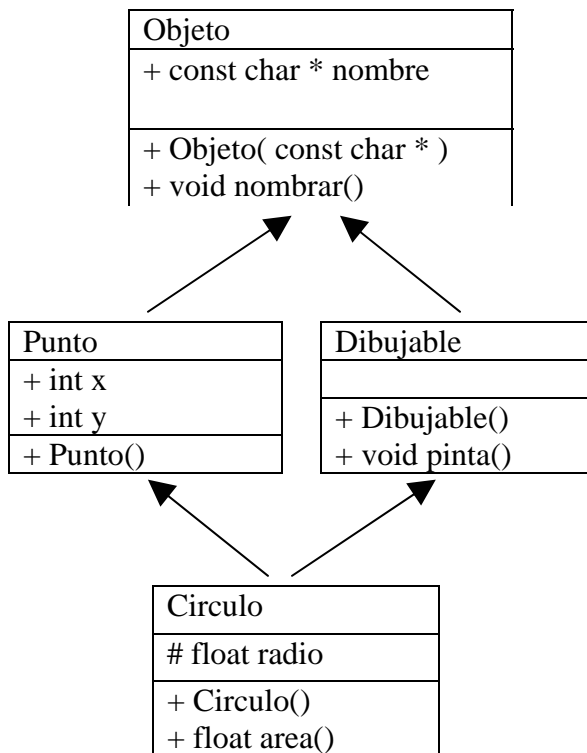 Objeto
+ const char * nombre
+ Objeto( const char * )
+ void nombrar()
Punto
+ int x
+ int y
+ Punto()
Dibujable
+ Dibujable()
+ void pinta()
Circulo
# float radio
+ Circulo()
+ float area()